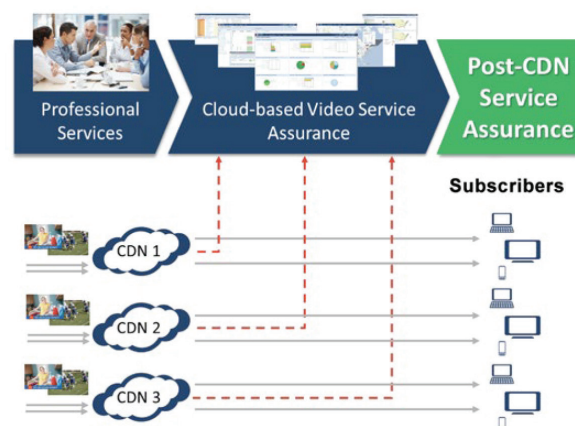 Professional
Services
Cloud-based Video Service
Assurance
Post-CDN
Service
Assurance
Subscribers
CDN 1
CDN 2
CDN 3